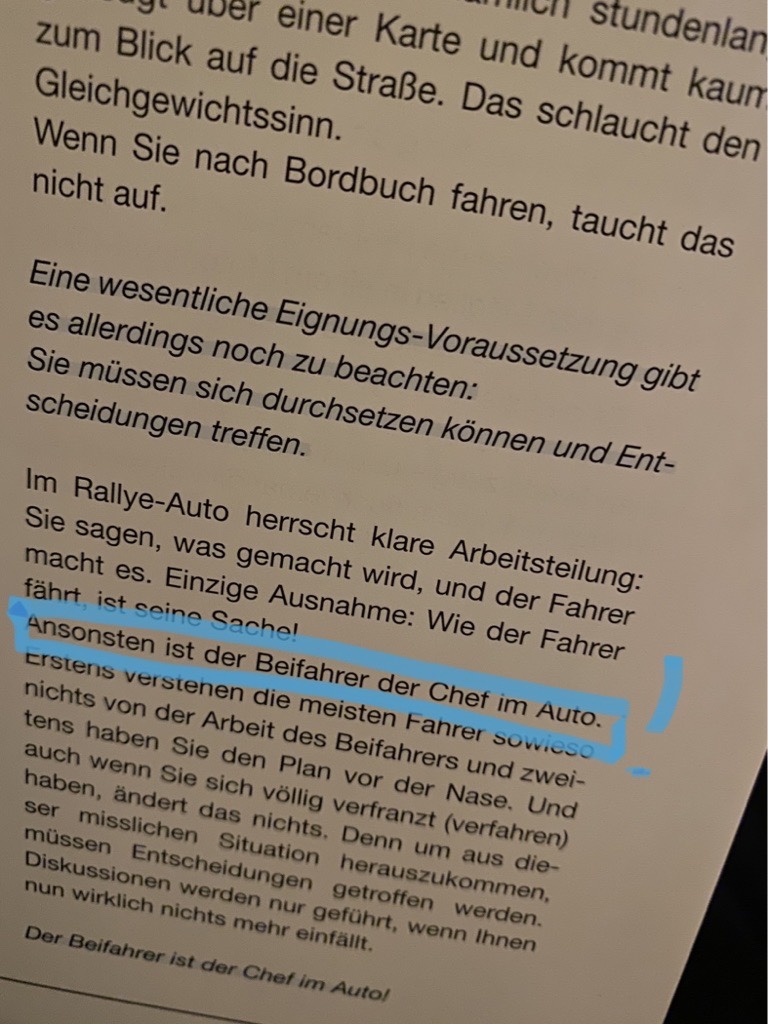 über einer Karte und kommt kaum
zum Blick auf die Straße. Das schlaucht den
Gleichgewichtssinn.
Wenn Sie nach Bordbuch fahren, taucht das
nicht auf.
Eine wesentliche Eignungs-Voraussetzung gibt
es allerdings noch zu beachten:
Sie müssen sich durchsetzen können und Ent-
scheidungen treffen.
Im Rallye-Auto herrscht klare Arbeitsteilung:
Sie sagen, was gemacht wird, und der Fahrer
macht es. Einzige Ausnahme: Wie der Fahrer
fährt, ist seine Sache!
Ansonsten ist der Beifahrer der Chef im Auto.
Erstens verstehen die meisten Fahrer sowieso
nichts von der Arbeit des Beifahrers und zwei-
tens haben Sie den Plan vor der Nase. Und
auch wenn Sie sich völlig verfranzt (verfahren)
haben, ändert das nichts. Denn um aus die-
ser misslichen Situation herauszukommen,
müssen Entscheidungen getroffen werden.
Diskussionen werden nur geführt, wenn Ihnen
nun wirklich nichts mehr einfällt.
Der Beifahrer ist der Chef im Auto!